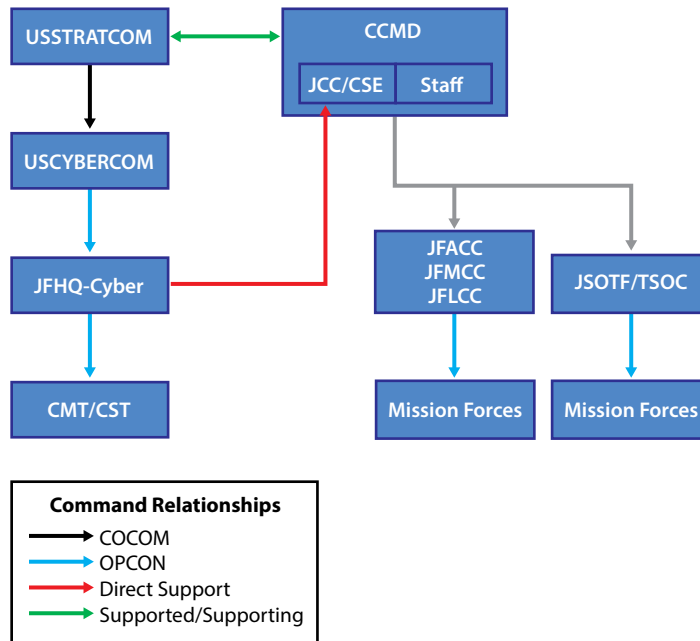 USSTRATCOM
CCMD
JCC/CSE
Staff
USCYBERCOM
JFHQ-Cyber
JFACC
JFMCC
JFLCC
JSOTF/TSOC
CMT/CST
Mission Forces
Mission Forces
Command Relationships
COCOM
OPCON
Direct Support
Supported/Supporting